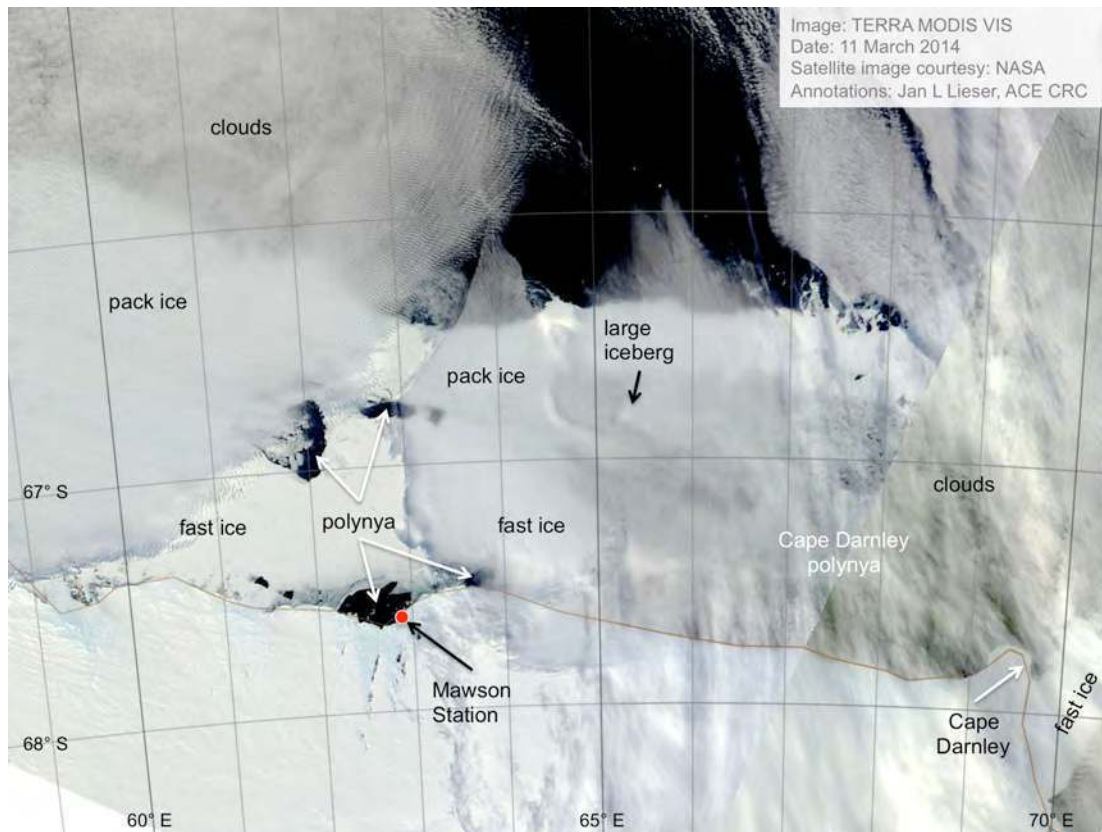 Image: TERRA MODIS VIS
Date: 11 March 2014
Satellite image courtesy: NASA
Annotations: Jan L Lieser, ACE CRC
clouds
pack ice
large
iceberg
pack ice
67° S
fast ice
polynya
fast ice
clouds
Cape Darnley
polynya
Mawson
Station
68° S
Cape
Darnley
fast ice
60° E
65° E
70° E